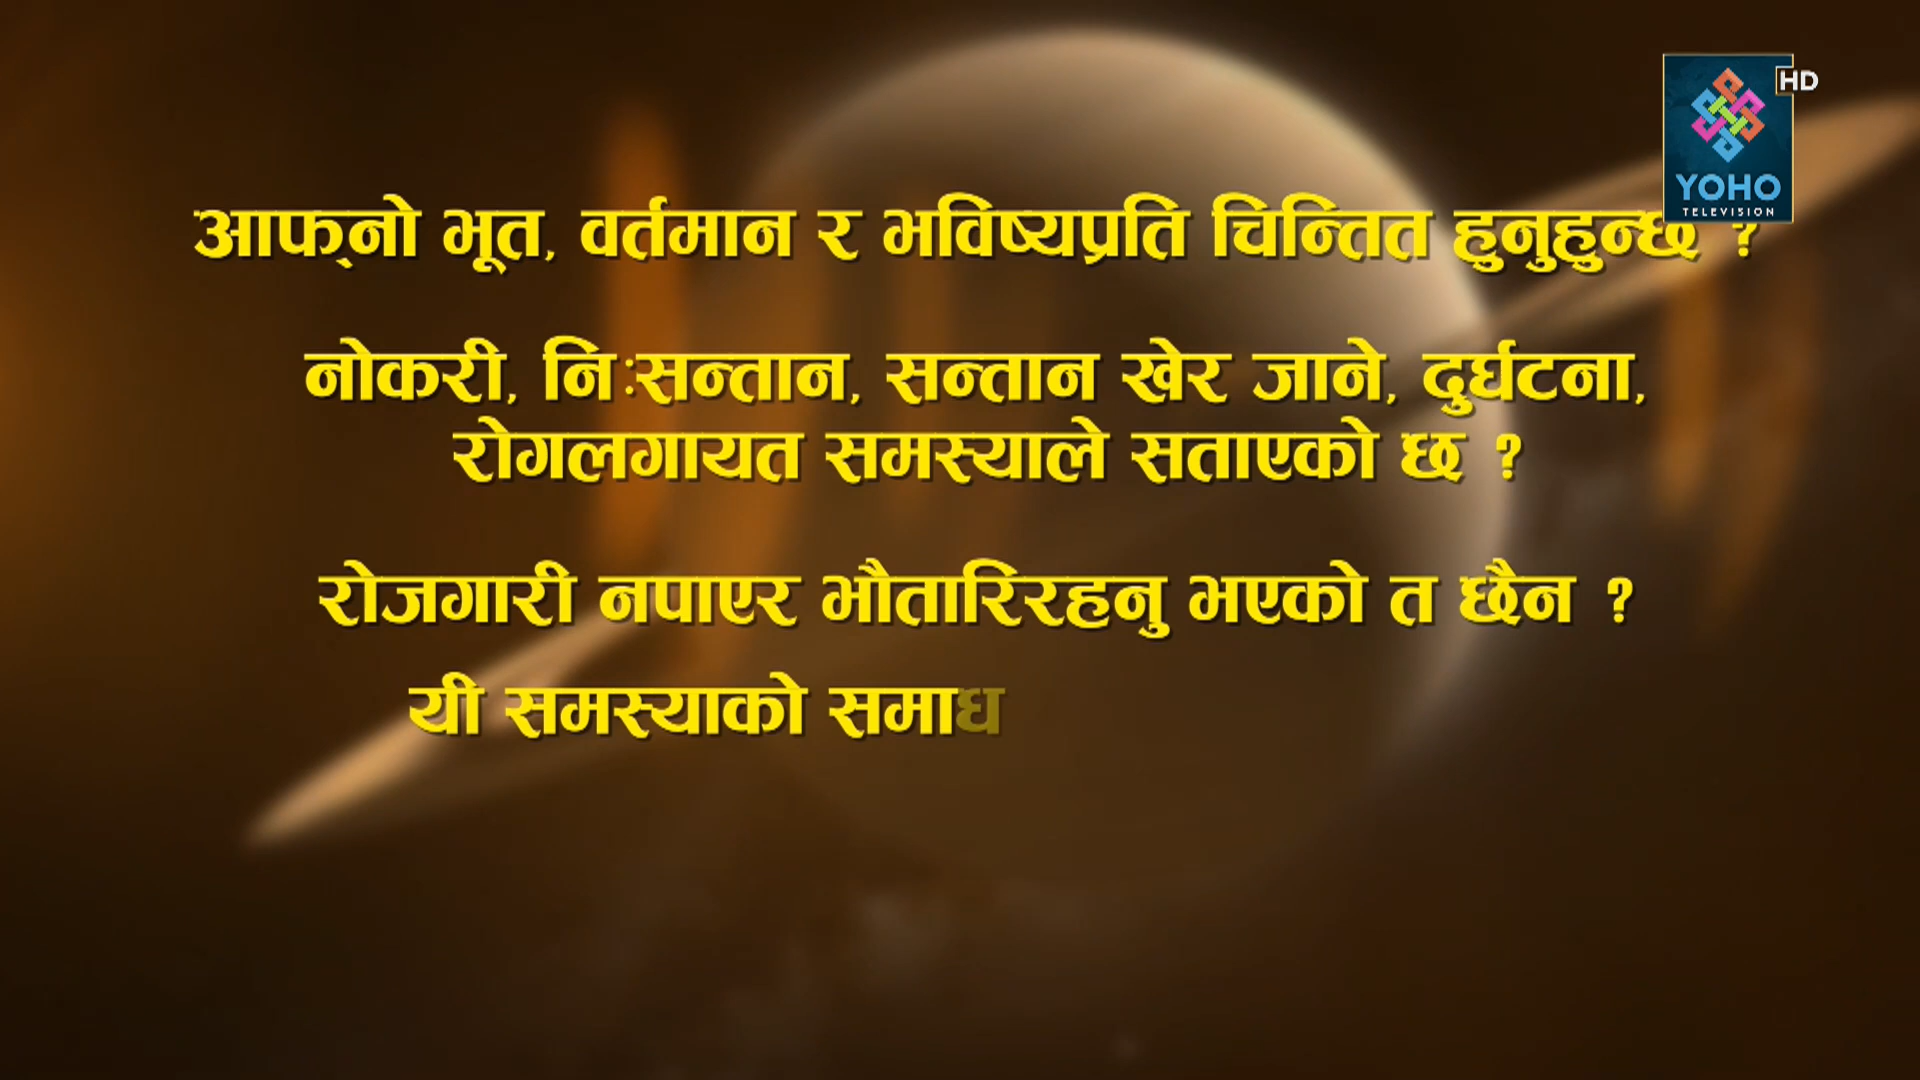 HD
YOHO
TELEVISION
आफ्‌नो भूत, वर्तमान र भविष्यप्रति चिन्तित हुनुहुन्छ ?
नोकरी, निःसन्तान, सन्तान खेर जाने, दुर्घटना,
रोगलगायत समस्याले सताएको छ ?
रोजगारी नपाएर भौतारिरहनु भएको त छैन ?
यी समस्याको समाध